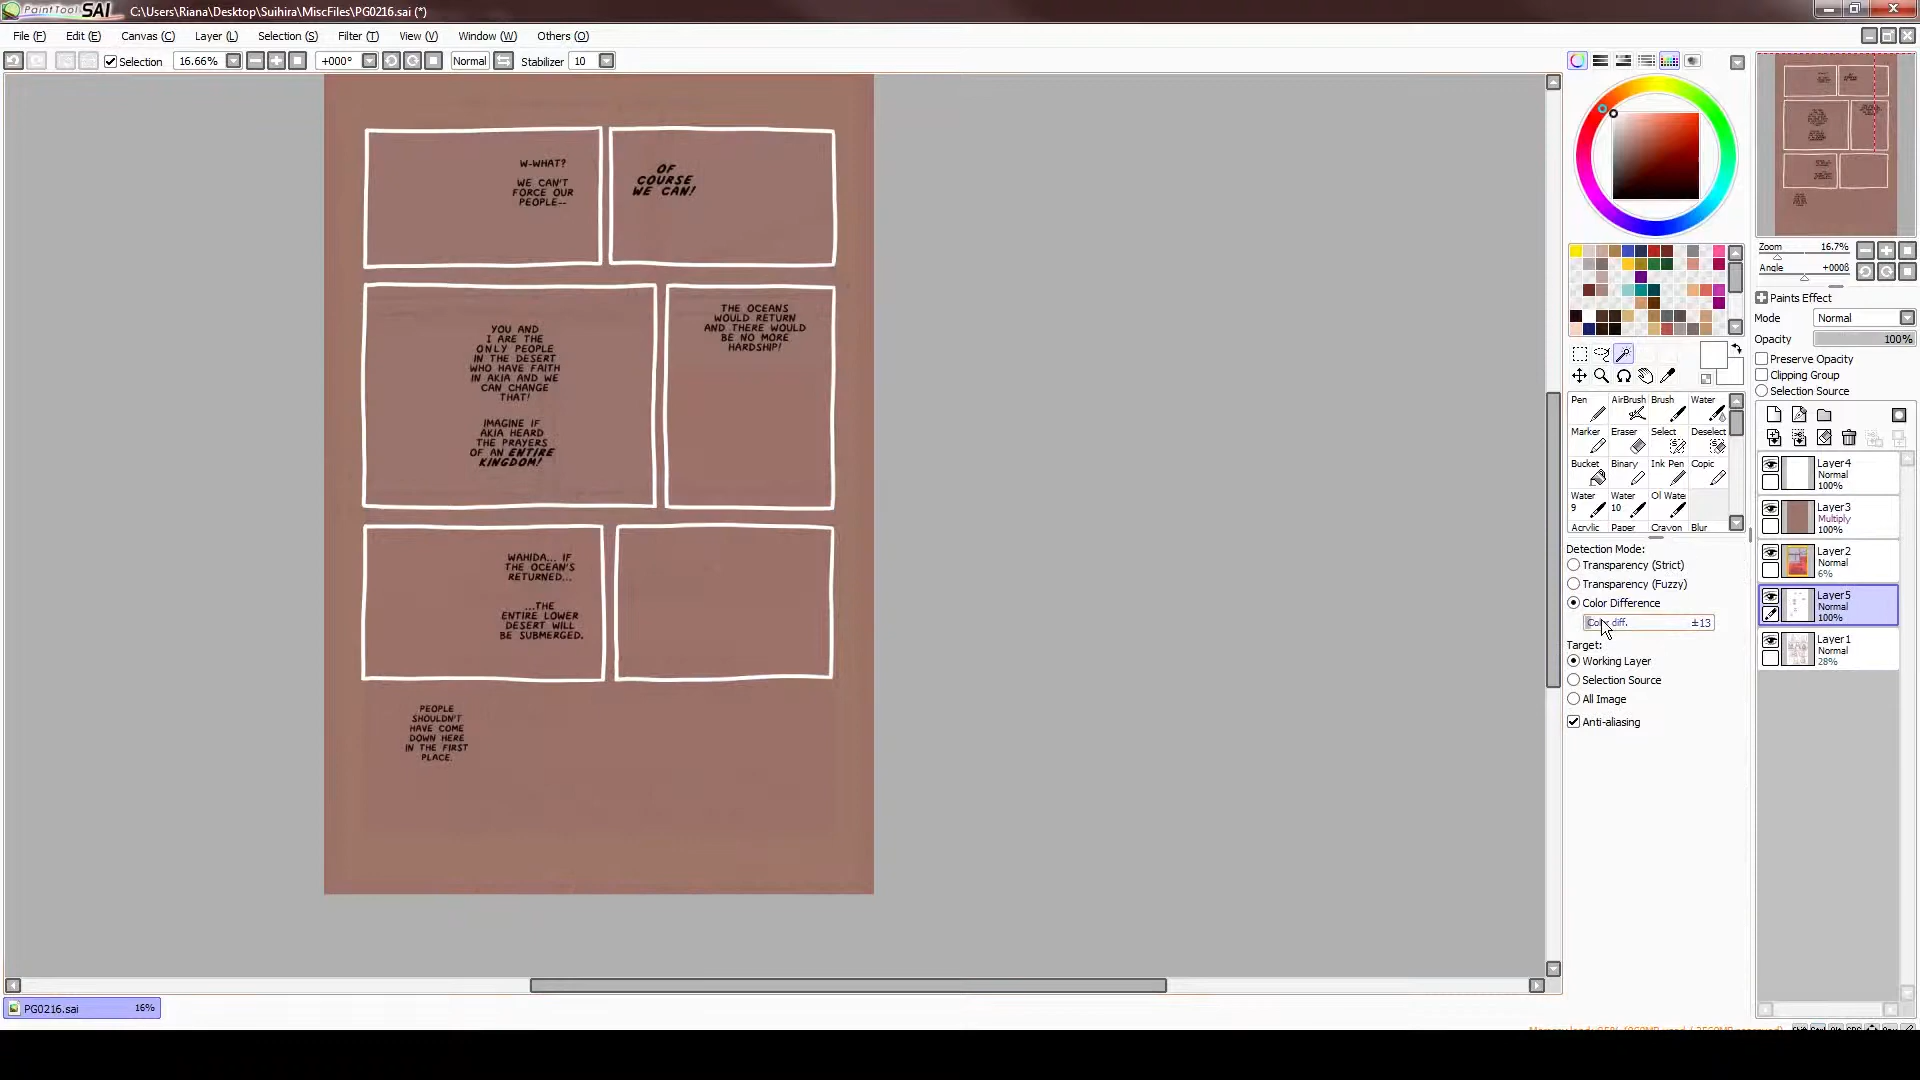 PaintTool SAI C:\Users\Riana\Desktop\Suihira\MiscFiles\PG0216.sai (*)
File (F) Edit (E) Canvas (C) Layer (L) Selection (S) Filter (T) View (V) Window (W) Others (O)
Selection 16.66% +000° Normal Stabilizer 10
W-WHAT?
WE CAN'T
FORCE OUR
PEOPLE--
OF
COURSE
WE CAN!
YOU AND
I ARE THE
ONLY PEOPLE
IN THE DESERT
WHO HAVE FAITH
IN AKIA AND WE
CAN CHANGE
THAT!
IMAGINE IF
AKIA HEARD
THE PRAYERS
OF AN ENTIRE
KINGDOM!
THE OCEANS
WOULD RETURN
AND THERE WOULD
BE NO MORE
HARDSHIP!
WAHIDA... IF
THE OCEAN'S
RETURNED...
...THE
ENTIRE LOWER
DESERT WILL
BE SUBMERGED.
PEOPLE
SHOULDN'T
HAVE COME
DOWN HERE
IN THE FIRST
PLACE.
PG0216.sai 16%
Pen AirBrush Brush Water
Marker Eraser Select Deselect
Bucket Binary Ink Pen Copic
Water 9 Water 10 Ol Wate
Acrylic Paper Crayon Blur
Detection Mode:
Transparency (Strict)
Transparency (Fuzzy)
Color Difference
Color diff. ±13
Target:
Working Layer
Selection Source
All Image
Anti-aliasing
Zoom 16.7%
Angle +000ß
Paints Effect
Mode Normal
Opacity 100%
Preserve Opacity
Clipping Group
Selection Source
Layer4
Normal
100%
Layer3
Multiply
100%
Layer2
Normal
6%
Layer5
Normal
100%
Layer1
Normal
28%